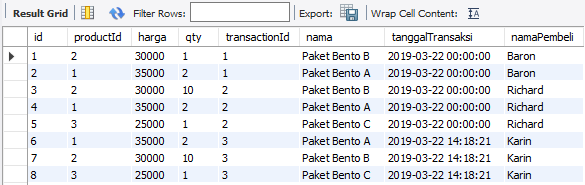 Result Grid Filter Rows: Export: Wrap Cell Content: IA
id productId harga qty transactionId nama tanggalTransaksi namaPembeli
1 2 30000 1 1 Paket Bento B 2019-03-22 00:00:00 Baron
2 1 35000 2 1 Paket Bento A 2019-03-22 00:00:00 Baron
3 2 30000 10 2 Paket Bento B 2019-03-22 00:00:00 Richard
4 1 35000 2 2 Paket Bento A 2019-03-22 00:00:00 Richard
5 3 25000 1 2 Paket Bento C 2019-03-22 00:00:00 Richard
6 1 35000 2 3 Paket Bento A 2019-03-22 14:18:21 Karin
7 2 30000 10 3 Paket Bento B 2019-03-22 14:18:21 Karin
8 3 25000 1 3 Paket Bento C 2019-03-22 14:18:21 Karin